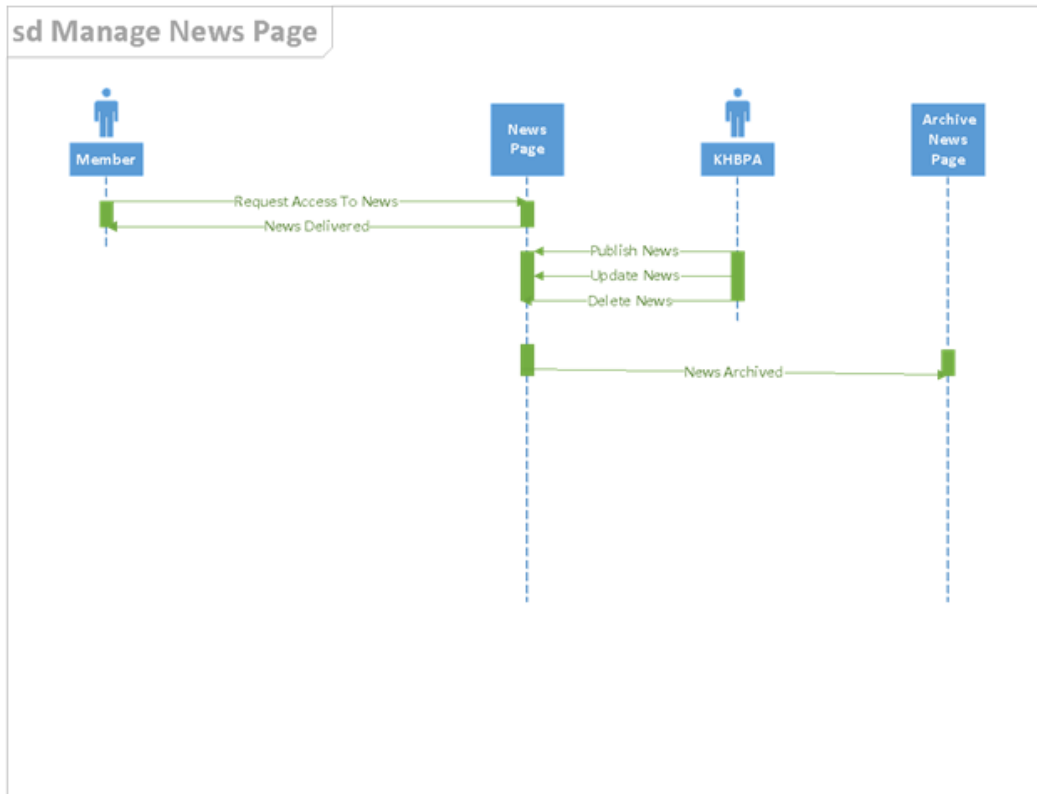 sd Manage News Page
Member
News
Page
KHBPA
Archive
News
Page
Request Access To News
News Delivered
Publish News
Update News
Delete News
News Archived